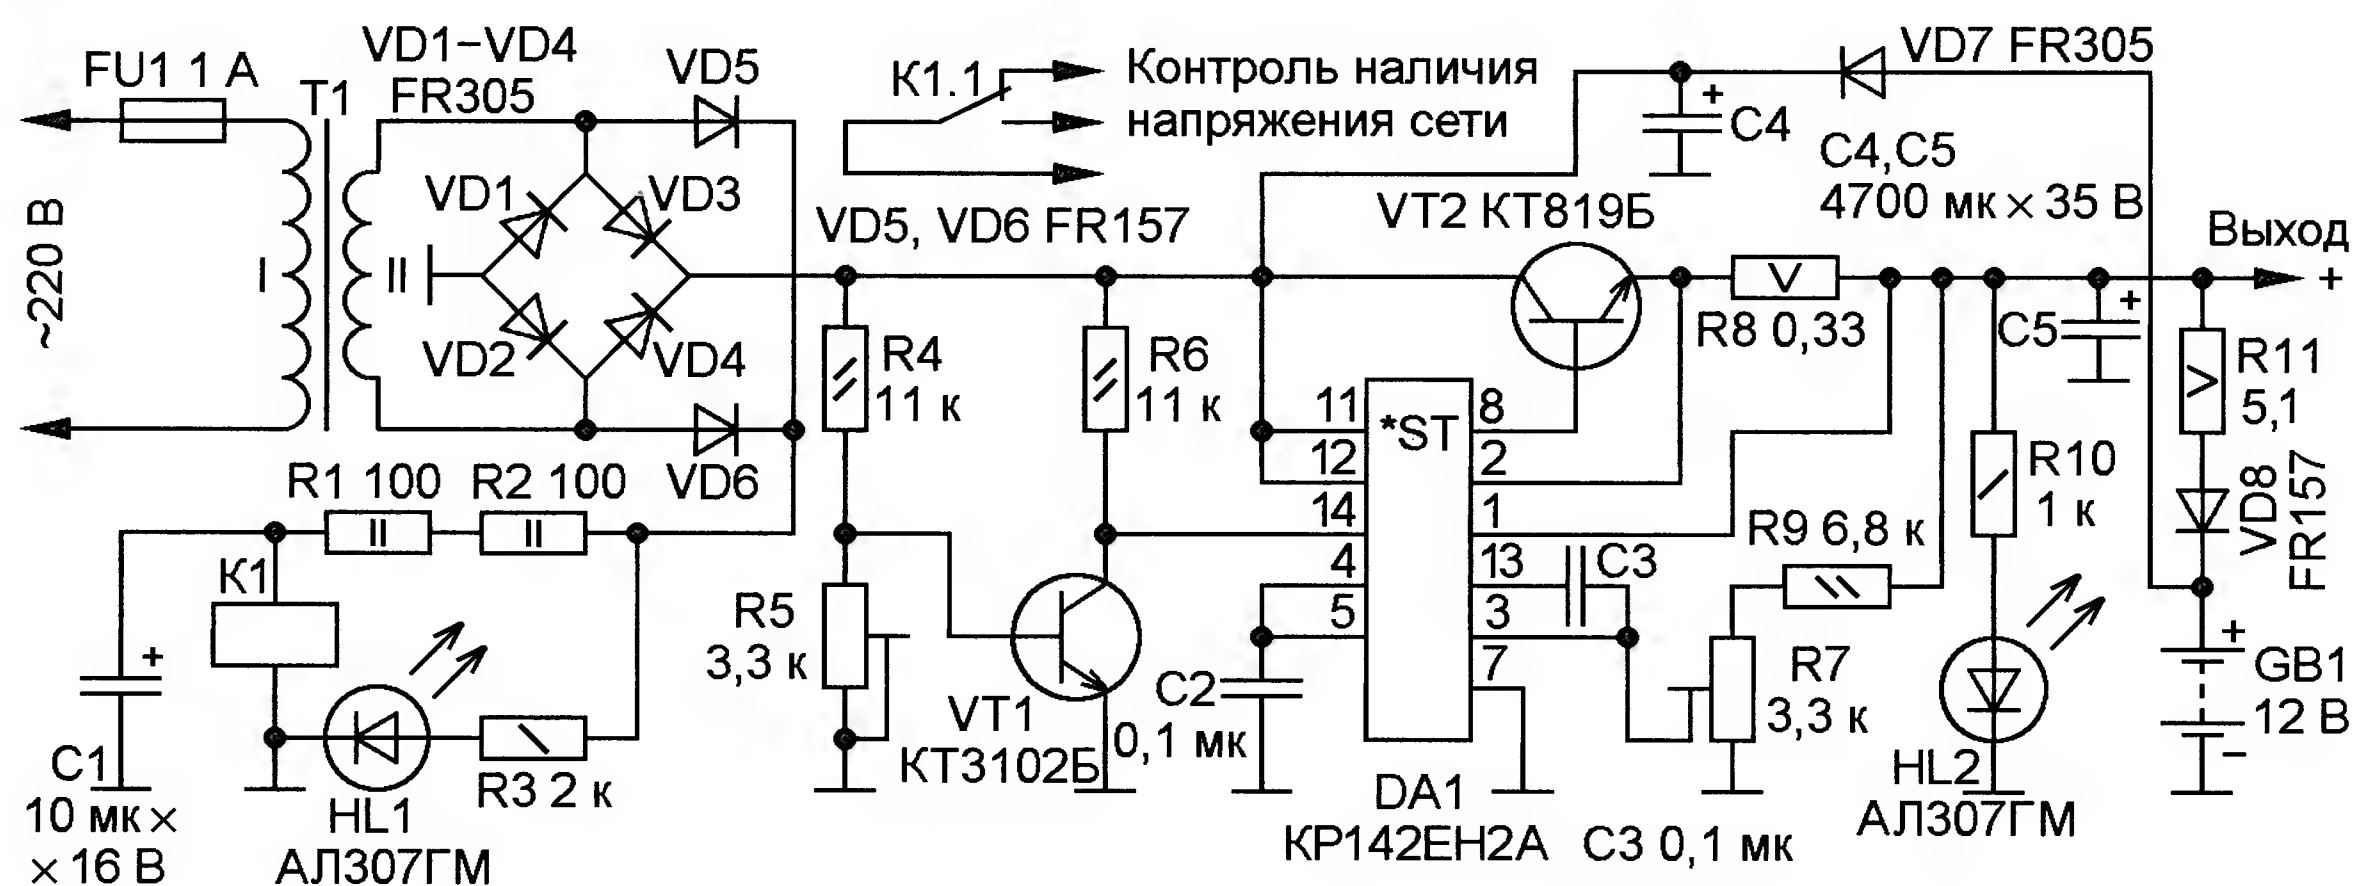 FU1 1 А
~220 В
T1
I
II
VD1−VD4
FR305
VD5
VD1
VD3
VD2
VD4
VD6
K1.1
Контроль наличия
напряжения сети
VD5, VD6 FR157
VD7 FR305
+
C4
C4,C5
4700 мк × 35 В
VT2 КТ819Б
Выход
+
R8 0,33
C5
+
R11
5,1
R4
11 к
R6
11 к
*ST
11
12
14
4
5
8
2
1
13
3
7
R10
1 к
VD8
FR157
R1 100
R2 100
K1
R9 6,8 к
C3
R5
3,3 к
R7
3,3 к
+
GB1
12 В
−
+
C1
10 мк ×
× 16 В
HL1
АЛ307ГМ
R3 2 к
VT1
КТ3102Б
C2
0,1 мк
DA1
КР142ЕН2А
C3 0,1 мк
HL2
АЛ307ГМ